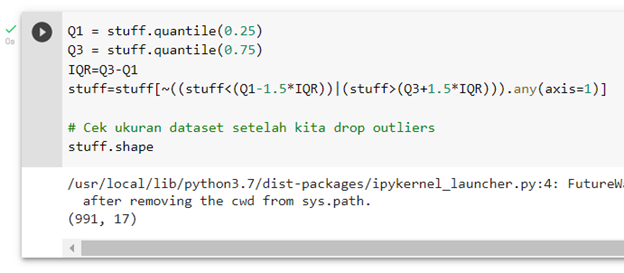 0s
Q1 = stuff.quantile(0.25)
Q3 = stuff.quantile(0.75)
IQR=Q3-Q1
stuff=stuff[~((stuff<(Q1-1.5*IQR))|(stuff>(Q3+1.5*IQR))).any(axis=1)]
# Cek ukuran dataset setelah kita drop outliers
stuff.shape
/usr/local/lib/python3.7/dist-packages/ipykernel_launcher.py:4: FutureWa
after removing the cwd from sys.path.
(991, 17)